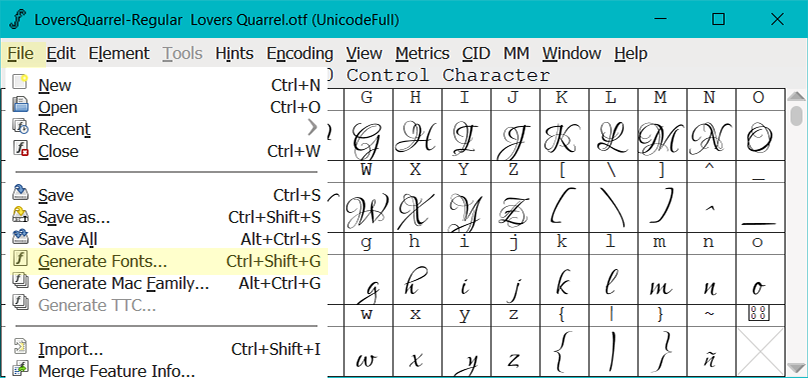 LoversQuarrel-Regular  Lovers Quarrel.otf (UnicodeFull)
File Edit Element Tools Hints Encoding View Metrics CID MM Window Help
0 Control Character
New Ctrl+N
Open Ctrl+O
Recent
Close Ctrl+W
Save Ctrl+S
Save as... Ctrl+Shift+S
Save All Alt+Ctrl+S
Generate Fonts... Ctrl+Shift+G
Generate Mac Family... Alt+Ctrl+G
Generate TTC...
Import... Ctrl+Shift+I
Merge Feature Info...
G H I J K L M N O
G H I J K L M N O
W X Y Z [ \ ] ^ _
W X Y Z [ \ ] ^ _
g h i j k l m n o
g h i j k l m n o
w x y z { | } ~
w x y z { | } ñ